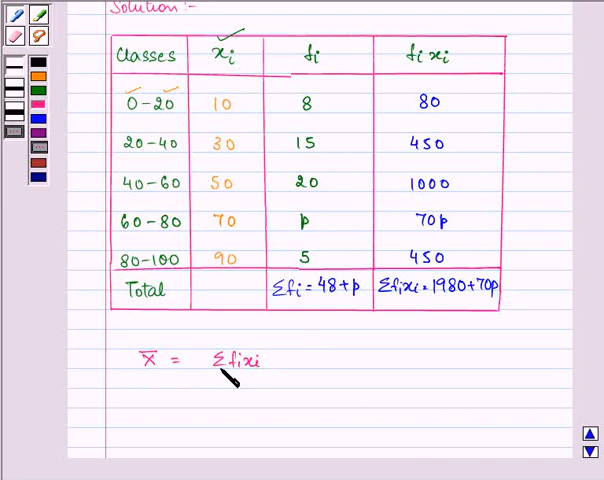 Solution :-
Classes xi fi fixi
0-20 10 8 80
20-40 30 15 450
40-60 50 20 1000
60-80 70 p 70p
80-100 90 5 450
Total Σfi = 48+p Σfixi = 1980+70p
X̄ = Σfixi